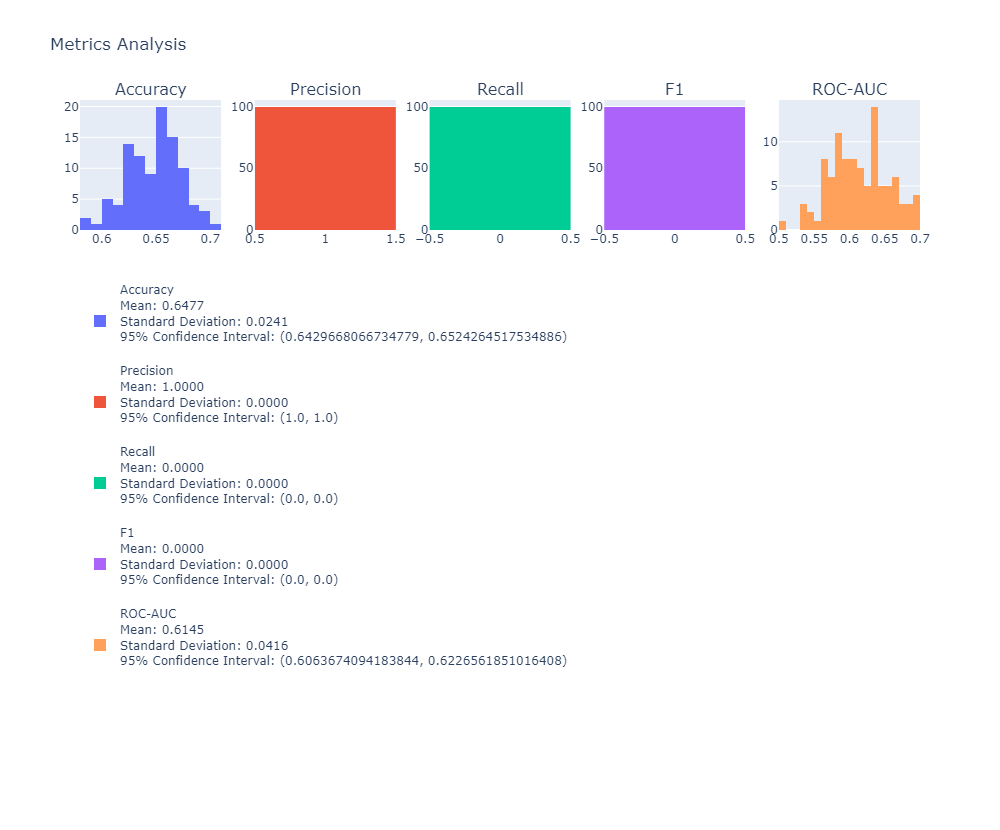 Metrics Analysis
Accuracy Precision Recall F1 ROC-AUC
20 15 10 5 0
0.6 0.65 0.7
100 50 0
0.5 1 1.5
100 50 0
−0.5 0 0.5
100 50 0
−0.5 0 0.5
10 5 0
0.5 0.55 0.6 0.65 0.7
Accuracy
Mean: 0.6477
Standard Deviation: 0.0241
95% Confidence Interval: (0.6429668066734779, 0.6524264517534886)
Precision
Mean: 1.0000
Standard Deviation: 0.0000
95% Confidence Interval: (1.0, 1.0)
Recall
Mean: 0.0000
Standard Deviation: 0.0000
95% Confidence Interval: (0.0, 0.0)
F1
Mean: 0.0000
Standard Deviation: 0.0000
95% Confidence Interval: (0.0, 0.0)
ROC-AUC
Mean: 0.6145
Standard Deviation: 0.0416
95% Confidence Interval: (0.6063674094183844, 0.6226561851016408)